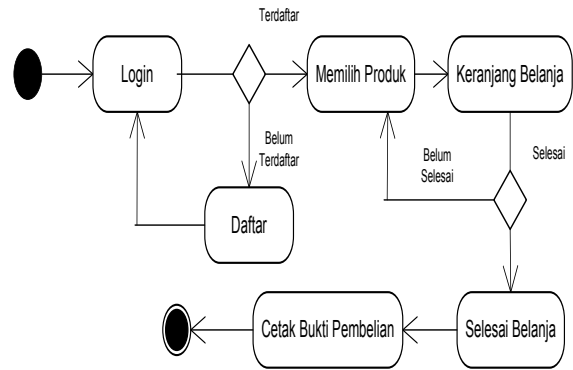 Terdaftar
Login
Memilih Produk
Keranjang Belanja
Belum
Terdaftar
Belum
Selesai
Selesai
Daftar
Cetak Bukti Pembelian
Selesai Belanja